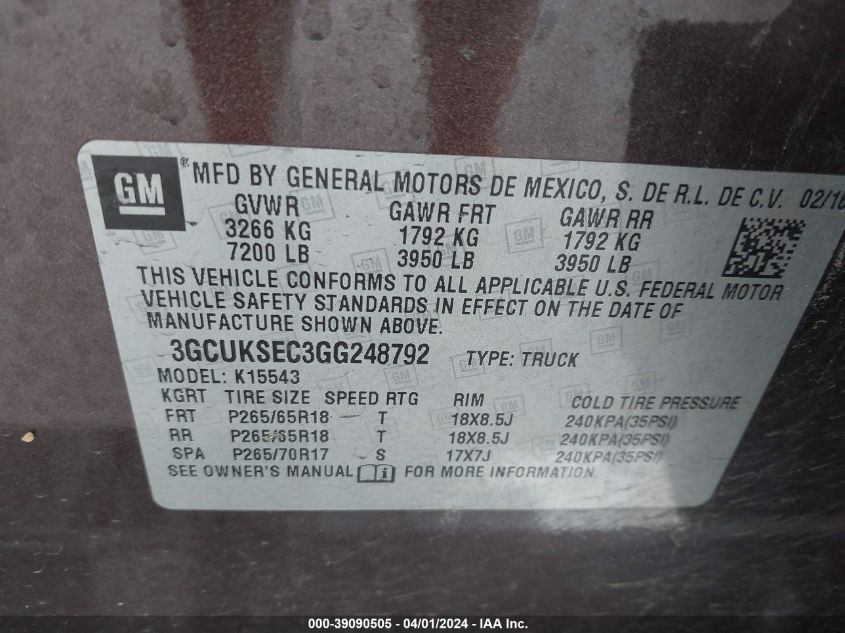 GM ® MFD BY GENERAL MOTORS DE MEXICO, S. DE R.L. DE C.V. 02/16
GVWR GAWR FRT GAWR RR
3266 KG 1792 KG 1792 KG
7200 LB 3950 LB 3950 LB
THIS VEHICLE CONFORMS TO ALL APPLICABLE U.S. FEDERAL MOTOR
VEHICLE SAFETY STANDARDS IN EFFECT ON THE DATE OF
MANUFACTURE SHOWN ABOVE.
3GCUKSEC3GG248792 TYPE: TRUCK
MODEL: K15543
KGRT TIRE SIZE SPEED RTG RIM COLD TIRE PRESSURE
FRT P265/65R18 T 18X8.5J 240KPA(35PSI)
RR P265/65R18 T 18X8.5J 240KPA(35PSI)
SPA P265/70R17 S 17X7J 240KPA(35PSI)
SEE OWNER'S MANUAL FOR MORE INFORMATION.
000-39090505 - 04/01/2024 - IAA Inc.